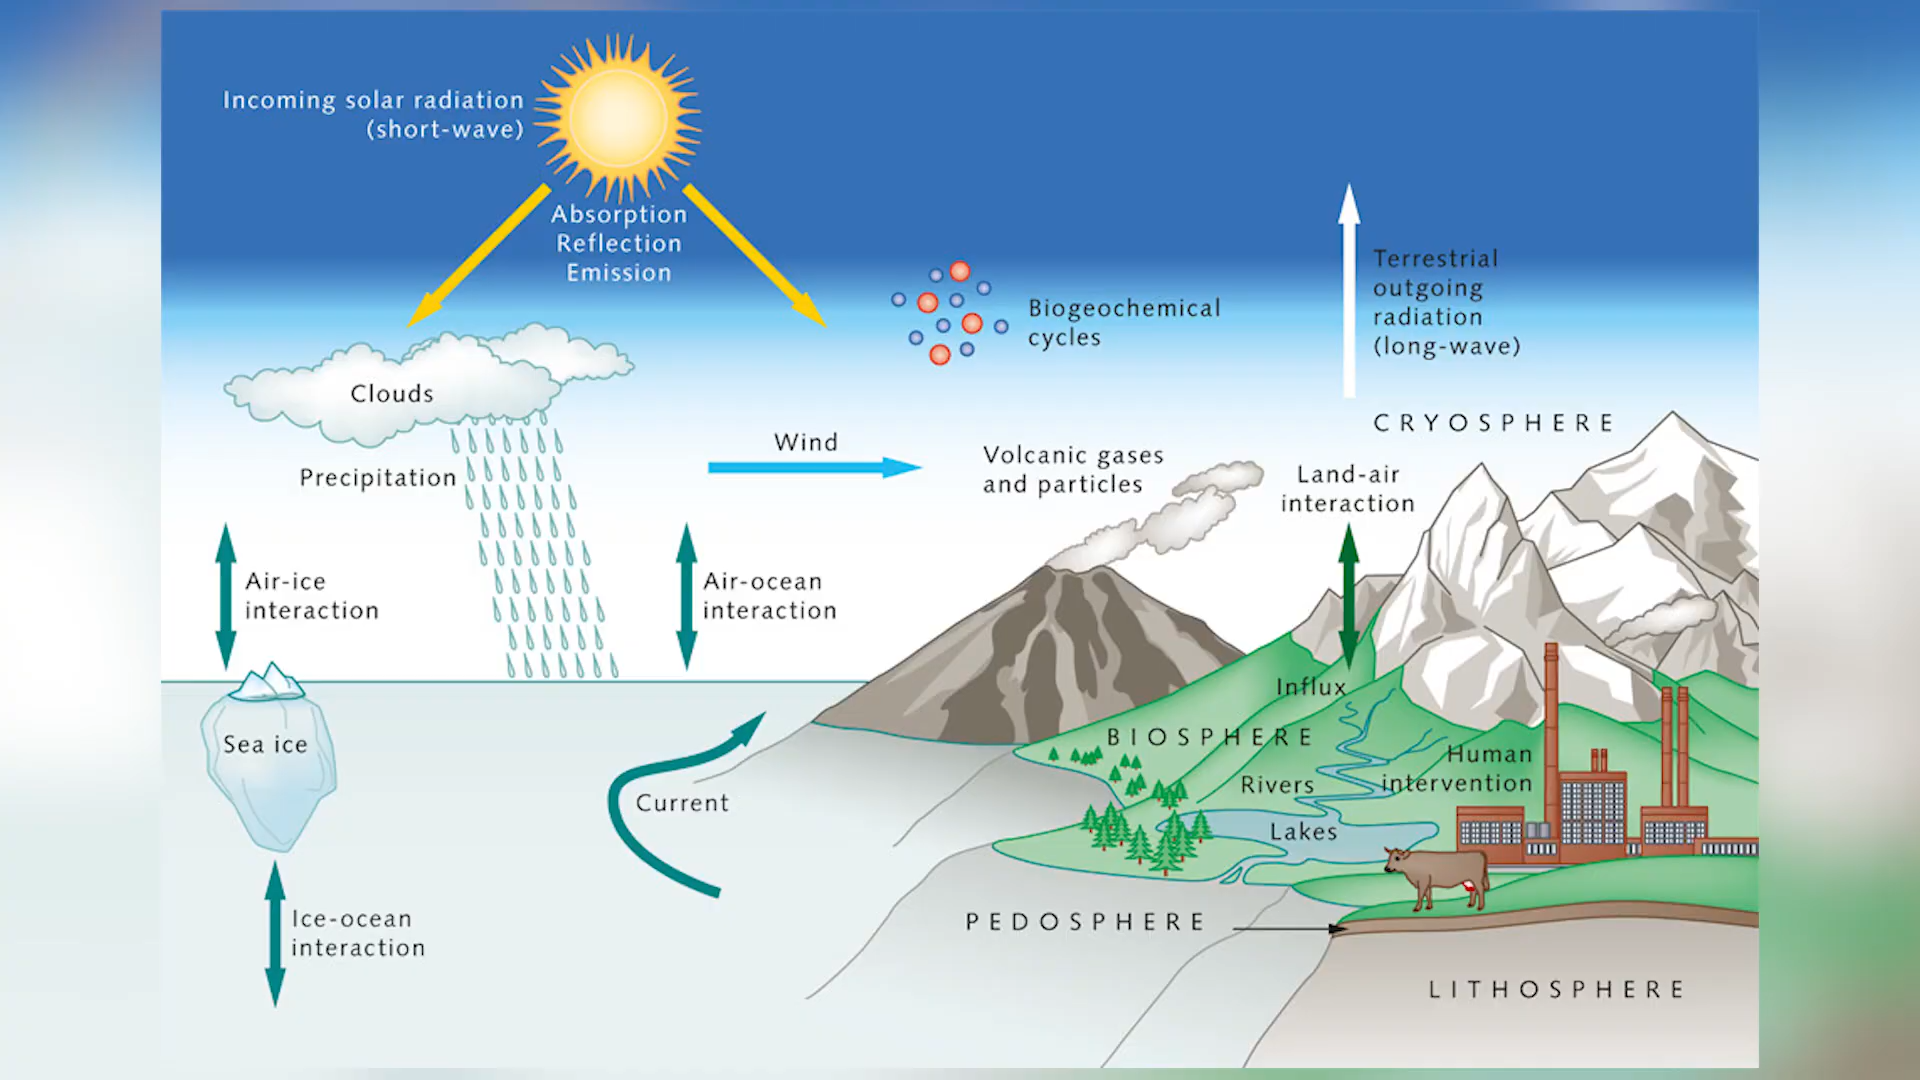 Incoming solar radiation
(short-wave)
Absorption
Reflection
Emission
Biogeochemical
cycles
Terrestrial
outgoing
radiation
(long-wave)
Clouds
Precipitation
Wind
Volcanic gases
and particles
CRYOSPHERE
Land-air
interaction
Air-ice
interaction
Air-ocean
interaction
Sea ice
Current
Influx
BIOSPHERE
Rivers
Human
intervention
Lakes
Ice-ocean
interaction
PEDOSPHERE
LITHOSPHERE